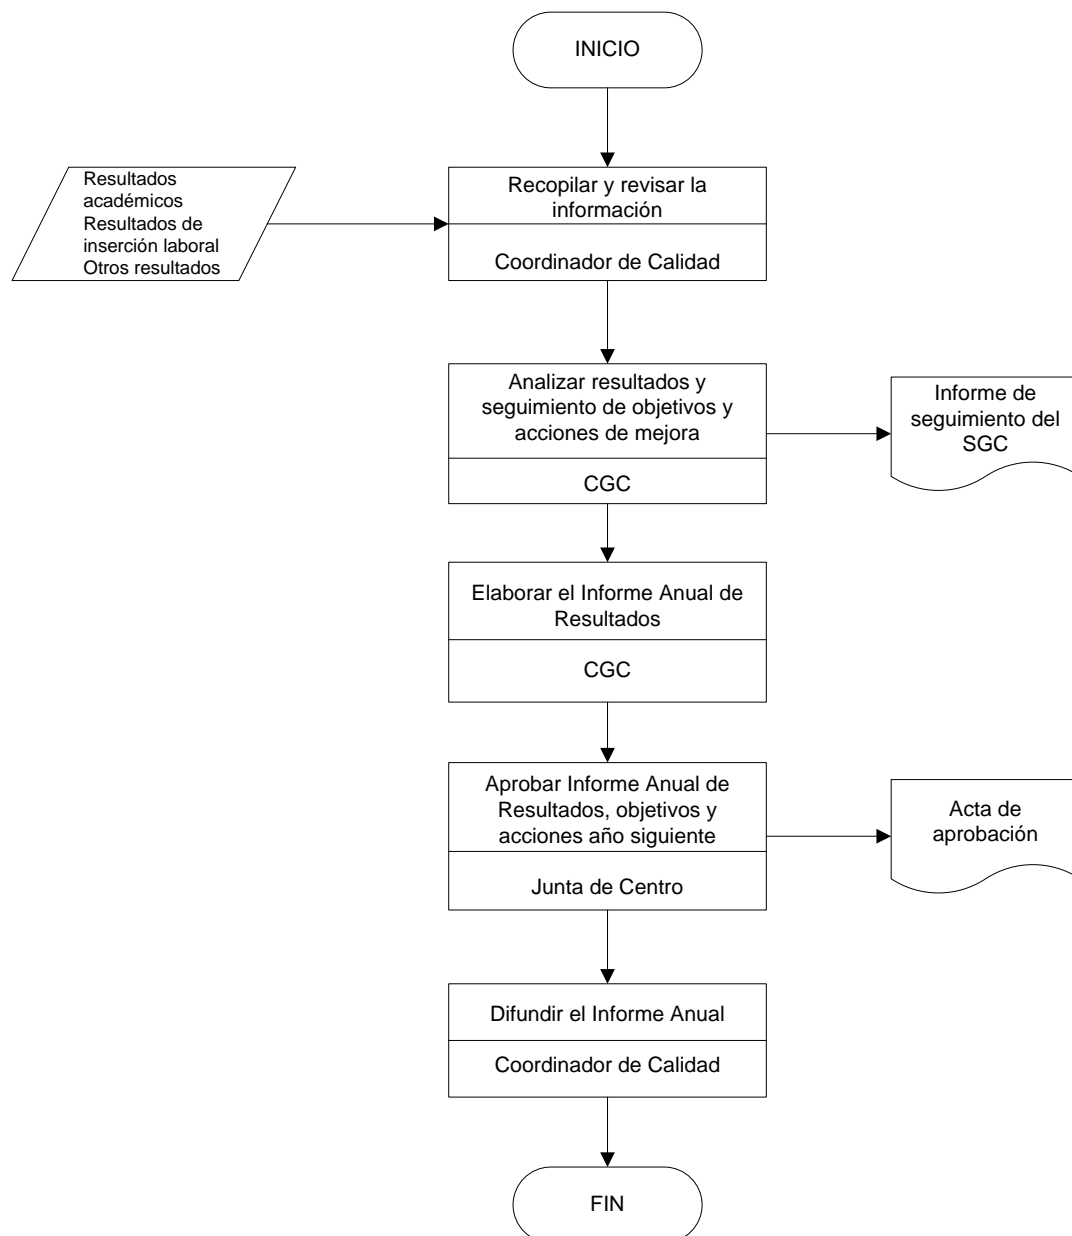 INICIO
Resultados
académicos
Resultados de
inserción laboral
Otros resultados
Recopilar y revisar la
información
Coordinador de Calidad
Analizar resultados y
seguimiento de objetivos y
acciones de mejora
CGC
Informe de
seguimiento del
SGC
Elaborar el Informe Anual de
Resultados
CGC
Aprobar Informe Anual de
Resultados, objetivos y
acciones año siguiente
Junta de Centro
Acta de
aprobación
Difundir el Informe Anual
Coordinador de Calidad
FIN